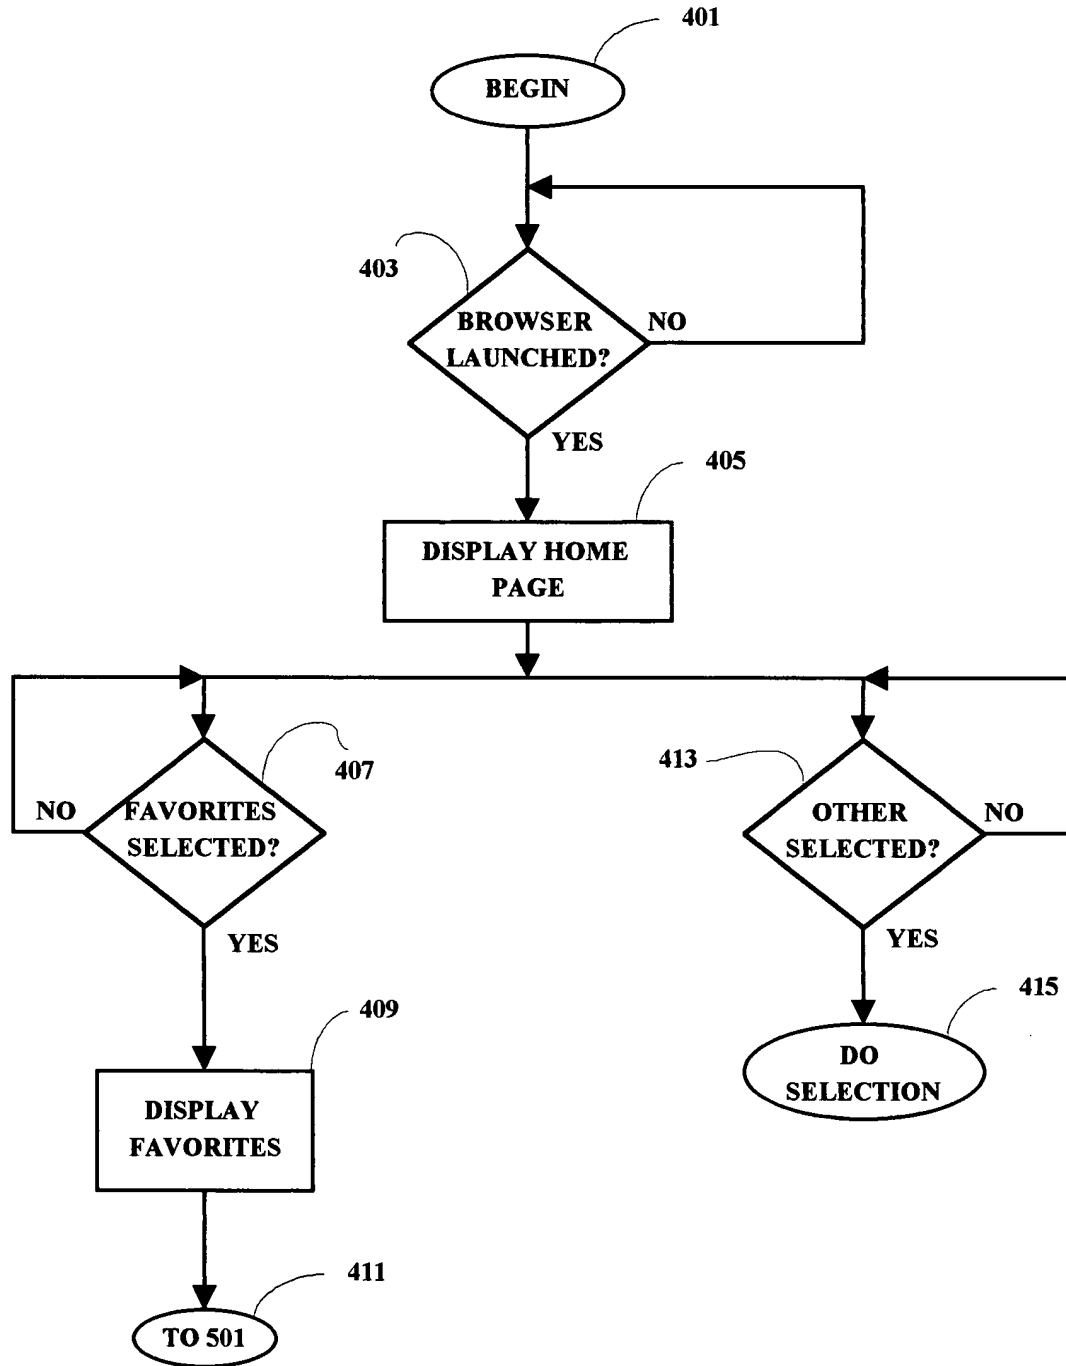 401
BEGIN
403
BROWSER
LAUNCHED?
NO
YES
405
DISPLAY HOME
PAGE
407
NO
FAVORITES
SELECTED?
YES
413
OTHER
SELECTED?
NO
YES
409
DISPLAY
FAVORITES
415
DO
SELECTION
411
TO 501